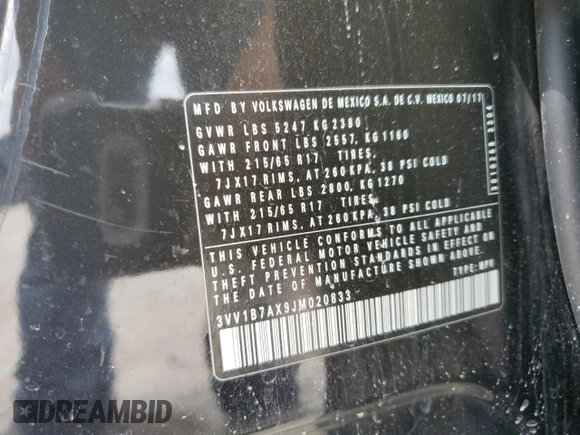 MFD BY VOLKSWAGEN DE MEXICO S.A. DE C.V. MEXICO 07/17
GVWR LBS 5247 KG 2380
GAWR FRONT LBS 2557, KG 1160
WITH 215/65 R17 TIRES.
7JX17 RIMS, AT 260 KPA, 38 PSI COLD
GAWR REAR LBS 2800, KG 1270
WITH 215/65 R17 TIRES.
7JX17 RIMS, AT 260 KPA, 38 PSI COLD
THIS VEHICLE CONFORMS TO ALL APPLICABLE
U.S. FEDERAL MOTOR VEHICLE SAFETY AND
THEFT PREVENTION STANDARDS IN EFFECT ON
THE DATE OF MANUFACTURE SHOWN ABOVE.
3VV1B7AX9JM020833 TYPE:MPV
DREAMBID